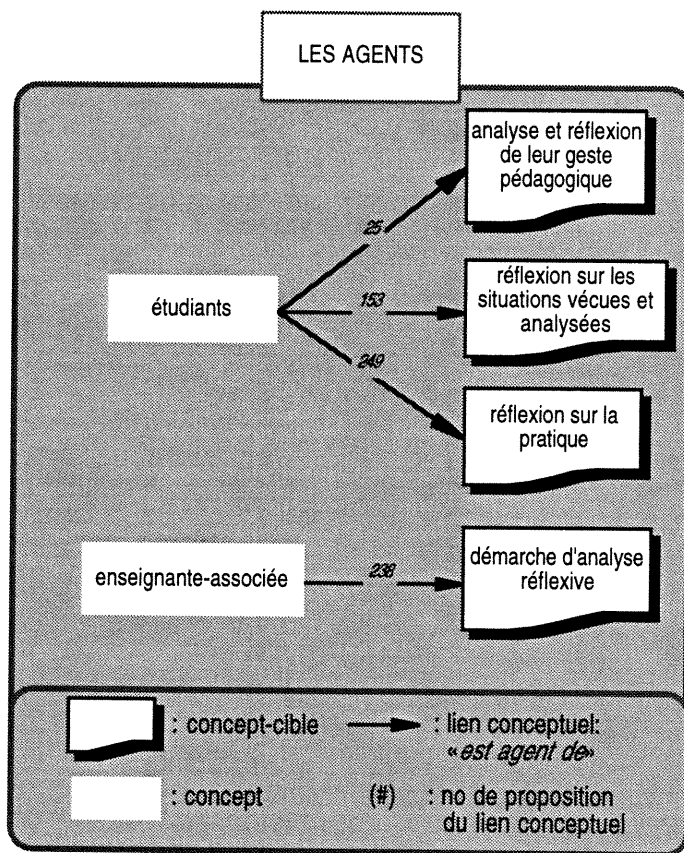 LES AGENTS
analyse et réflexion
de leur geste
pédagogique
25
étudiants
153
réflexion sur les
situations vécues et
analysées
249
réflexion sur la
pratique
enseignante-associée
238
démarche d'analyse
réflexive
: concept-cible
: lien conceptuel:
«est agent de»
: concept
(#) : no de proposition
du lien conceptuel